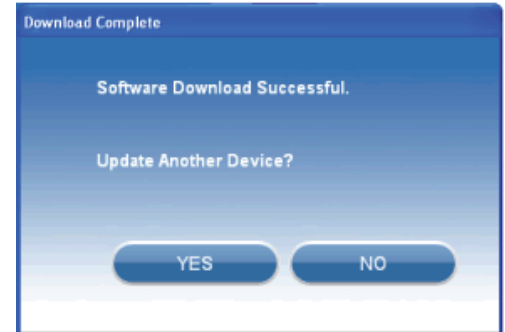 Download Complete
Software Download Successful.
Update Another Device?
YES NO